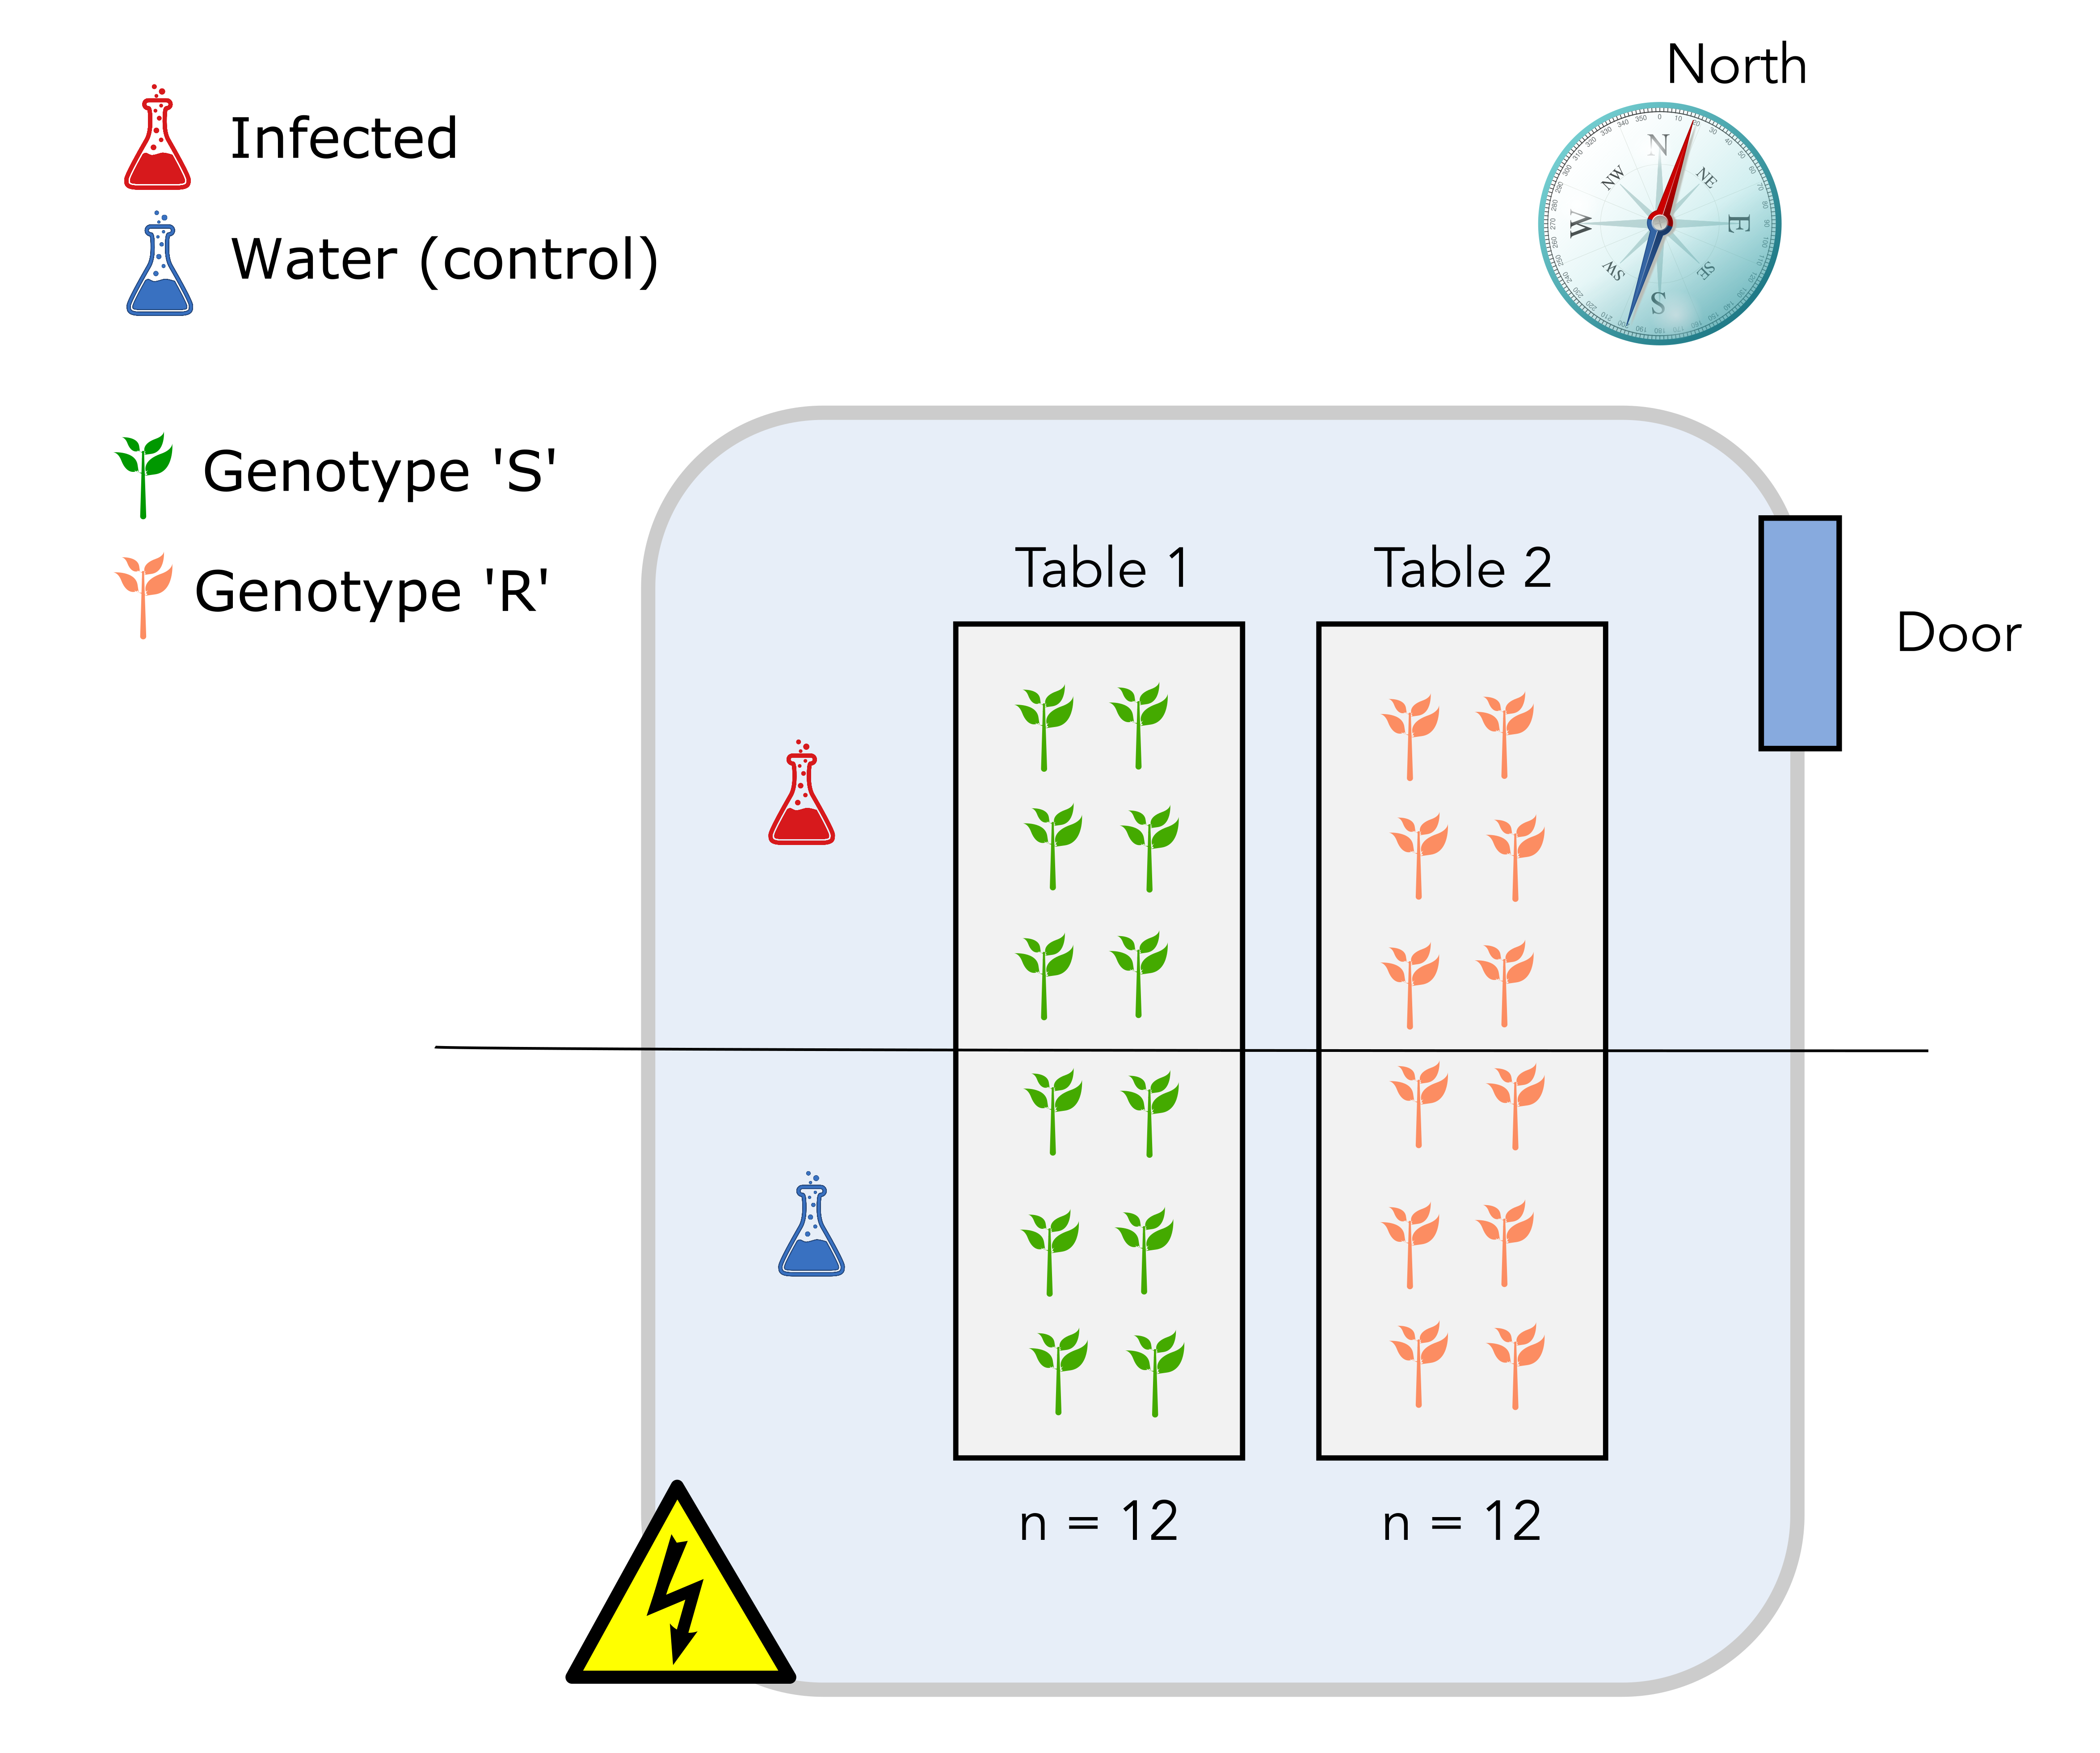 North
Infected
Water (control)
N
NE
E
SE
S
SW
W
NW
Genotype 'S'
Genotype 'R'
Table 1
Table 2
Door
n = 12
n = 12